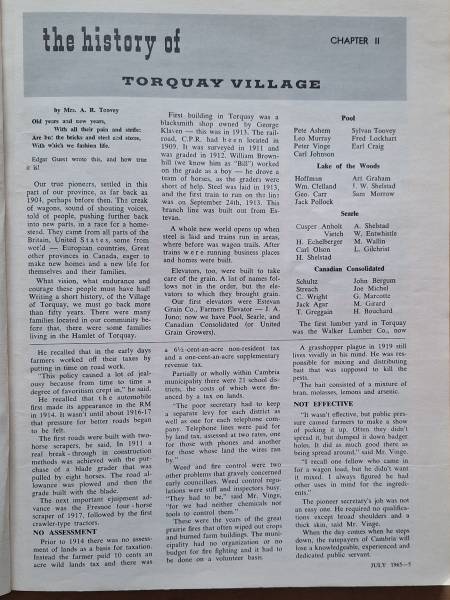 the history of
CHAPTER II
TORQUAY VILLAGE
by Mrs. A. R. Toovey
Old years and new years,
With all their pain and strife:
Are but the bricks and steel and stone,
With which we fashion life.
Edgar Guest wrote this, and how true
it is!
Our true pioneers, settled in this
part of our province, as far back as
1904, perhaps before then. The creak
of wagons, sound of shouting voices,
told of people, pushing further back
into new parts, in a race for a home-
stead. They came from all parts of the
Britain, United States, some from
world — European countries, Great
other provinces in Canada, eager to
make new homes and a new life for
themselves and their families.
What vision, what endurance and
courage these people must have had!
Writing a short history, of the Village
of Torquay, we must go back more
than fifty years. There were many
families located in our community be-
fore that, there were some families
living in the Hamlet of Torquay.
First building in Torquay was a
blacksmith shop owned by George
Klaven — this was in 1913. The rail-
road, C.P.R. had been located in
1909. It was surveyed in 1911 and
was graded in 1912. William Brown-
bill (we know him as "Bill") worked
on the grade as a boy — he drove a
team of horses, as the graders were
short of help. Steel was laid in 1913,
and the first train to run on the line
was on September 24th, 1913. This
branch line was built out from Es-
tevan.
A whole new world opens up when
steel is laid and trains run in areas,
where before was wagon trails. After
trains were running business places
and homes were built.
Elevators, too, were built to take
care of the grain. A list of names fol-
lows not in the order, but the ele-
vators to which they brought grain.
Our first elevators were Estevan
Grain Co., Farmers Elevator — J. A.
Juno; now we have Pool, Searle, and
Canadian Consolidated (or United
Grain Growers).
Pool
Pete Ashem Sylvan Toovey
Leo Murray Fred Lockhart
Peter Vinge Earl Craig
Carl Johnson
Lake of the Woods
Hoffman Art Graham
Wm. Clelland J. W. Shelstad
Geo. Carr Sam Morrow
Jack Pollock
Searle
Casper Anholt A. Shelstad
Vietch W. Entwhistle
H. Echelberger M. Wallin
Carl Olson L. Gilchrist
H. Shelstad
Canadian Consolidated
Schultz John Bergum
Streach Joe Michel
C. Wright G. Marcotte
Jack Agar M. Girard
T. Groggain H. Bouchard
The first lumber yard in Torquay
was the Walker Lumber Co., now
He recalled that in the early days
farmers worked off their taxes by
putting in time on road work.
"This policy caused a lot of jeal-
ousy because from time to time a
degree of favoritism crept in," he said.
He recalled that the automobile
first made its appearance in the RM
in 1914. It wasn't until about 1916-17
that pressure for better roads began
to be felt.
The first roads were built with two-
horse scrapers, he said. In 1911 a
real break-through in construction
methods was achieved with the pur-
chase of a blade grader that was
pulled by eight horses. The road al-
lowance was plowed and then the
grade built with the blade.
The next important equipment ad-
vance was the Fresnoe four-horse
scraper of 1917, followed by the first
crawler-type tractors.
NO ASSESSMENT
Prior to 1914 there was no assess-
ment of lands as a basis for taxation.
Instead the farmer paid 10 cents an
acre wild lands tax and there was
a 6½-cent-an-acre non-resident tax
and a one-cent-an-acre supplementary
revenue tax.
Partially or wholly within Cambria
municipality there were 21 school dis-
tricts, the costs of which were fin-
anced by a tax on lands.
"The poor secretary had to keep
a separate levy for each district as
well as one for each telephone com-
pany. Telephone lines were paid for
by land tax, assessed at two rates, one
for those with phones and another
for those whose land the wires ran
by."
Weed and fire control were two
other problems that gravely concerned
early councillors. Weed control regu-
lations were stiff and inspectors busy.
"They had to be," said Mr. Vinge,
"for we had neither chemicals nor
tools to control them."
These were the years of the great
prairie fires that often wiped out crops
and burned farm buildings. The muni-
cipality had no organization or no
budget for fire fighting and it had to
be done on a volunteer basis.
A grasshopper plague in 1919 still
lives vividly in his mind. He was res-
ponsible for mixing and distributing
bait that was supposed to kill the
pests.
The bait consisted of a mixture of
bran, molasses, lemons and arsenic.
NOT EFFECTIVE
"It wasn't effective, but public pres-
sure caused farmers to make a show
of picking it up. Often they didn't
spread it, but dumped it down badger
holes. It did as much good there as
being spread around," said Mr. Vinge.
"I recall one fellow who came in
for a wagon load, but he didn't want
it mixed. I always figured he had
other uses in mind for the ingredi-
ents."
The pioneer secretary's job was not
an easy one. He required no qualifica-
tions except broad shoulders and a
thick skin, said Mr. Vinge.
When the day comes when he steps
down, the ratepayers of Cambria will
lose a knowledgeable, experienced and
dedicated public servant.
JULY 1965—5